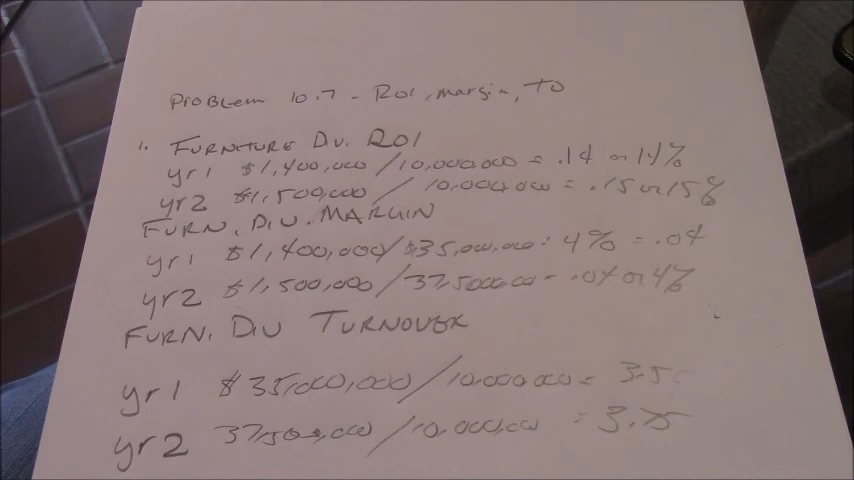 Problem 10.7 - ROI, margin, TO
1. FURNITURE DIV. ROI
yr1 $1,400,000/10,000,000 = .14 or 14%
yr2 $1,500,000/10,000,000 = .15 or 15%
FURN. DIV. MARGIN
yr1 $1,400,000/$35,000,000 = 4% = .04
yr2 $1,500,000/37,500,000 = .04 or 4%
FURN. DIV TURNOVER
yr1 $35,000,000/10,000,000 = 3.50
yr2 37,500,000/10,000,000 = 3.75